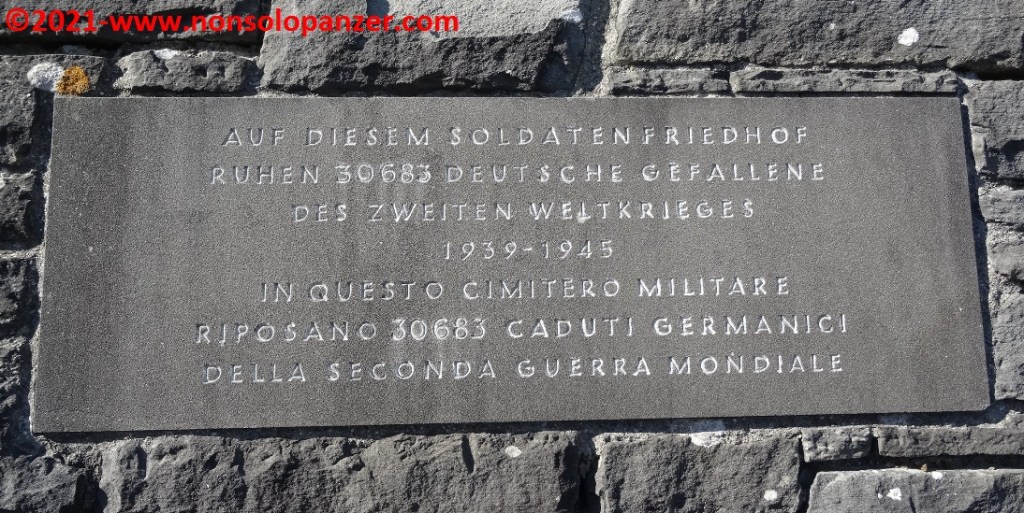 ©2021-www.nonsolopanzer.com
AUF DIESEM SOLDATENFRIEDHOF
RUHEN 30683 DEUTSCHE GEFALLENE
DES ZWEITEN WELTKRIEGES
1939-1945
IN QUESTO CIMITERO MILITARE
RIPOSANO 30683 CADUTI GERMANICI
DELLA SECONDA GUERRA MONDIALE